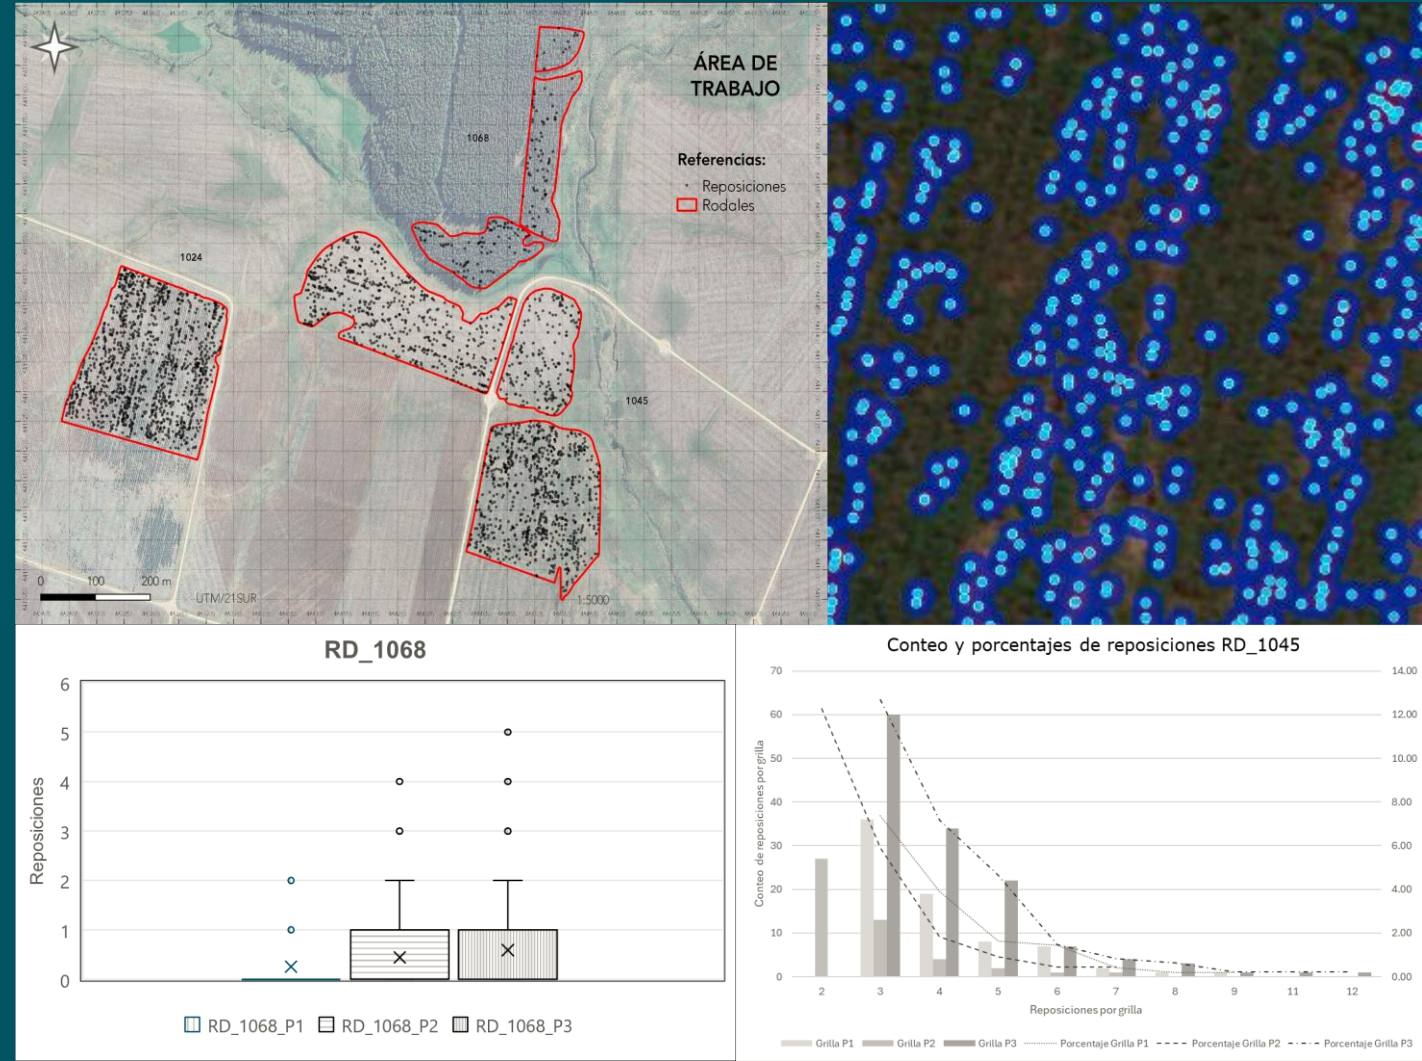 ÁREA DE
TRABAJO
1068
Referencias:
Reposiciones
Rodales
1024
1045
0 100 200 m
UTM/21SUR
1:5000
RD_1068
6
5
4
3
2
1
0
Reposiciones
RD_1068_P1 RD_1068_P2 RD_1068_P3
Conteo y porcentajes de reposiciones RD_1045
70 14.00
60 12.00
50 10.00
40 8.00
30 6.00
20 4.00
10 2.00
0 0.00
Conteo de reposiciones por grilla
2 3 4 5 6 7 8 9 11 12
Reposiciones por grilla
Grilla P1 Grilla P2 Grilla P3 Porcentaje Grilla P1 Porcentaje Grilla P2 Porcentaje Grilla P3